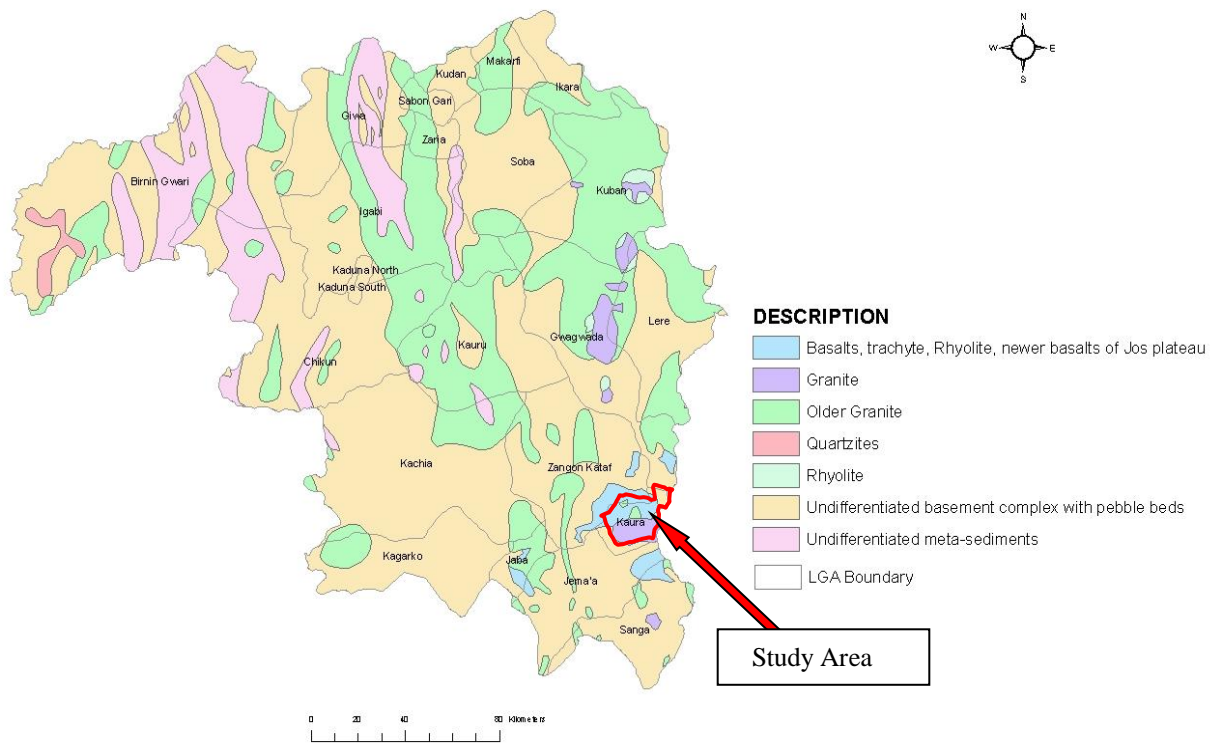 N
W E
S
Makarfi
Kudan
Ikara
Sabon Gari
Giwa
Zaria
Soba
Birnin Gwari
Kuban
Igabi
Kaduna North
Kaduna South
Lere
Gwagwada
Kauru
Chikun
Kachia
Zangon Kataf
Kaura
Kagarko
Jaba
Jema'a
Sanga
DESCRIPTION
Basalts, trachyte, Rhyolite, newer basalts of Jos plateau
Granite
Older Granite
Quartzites
Rhyolite
Undifferentiated basement complex with pebble beds
Undifferentiated meta-sediments
LGA Boundary
Study Area
0 20 40 80 Kilometers